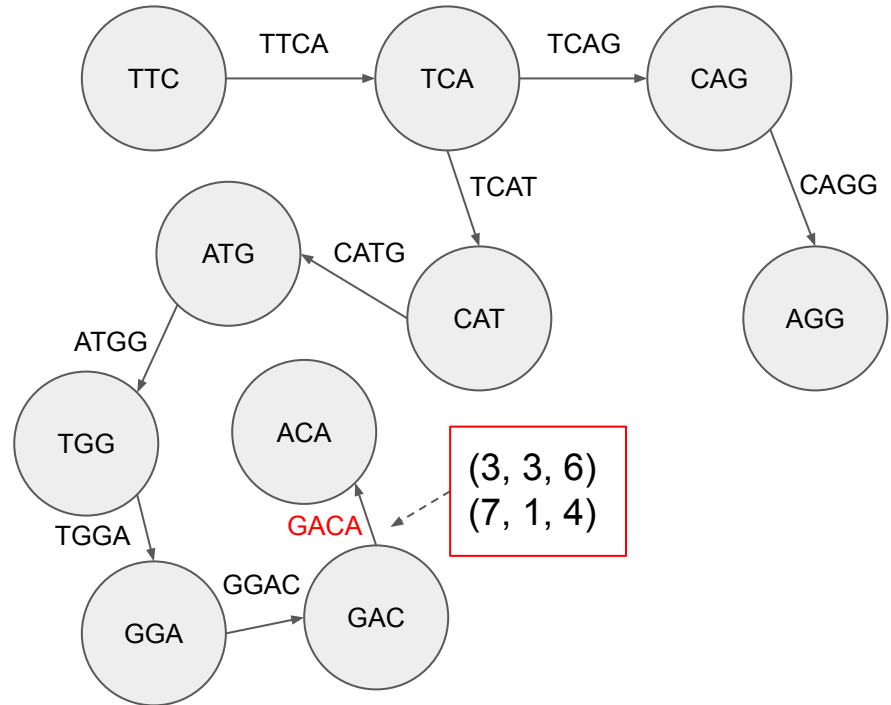 TTCA
TCAG
TTC
TCA
CAG
TCAT
CAGG
ATG
CATG
CAT
AGG
ATGG
ACA
TGG
(3, 3, 6)
(7, 1, 4)
GACA
TGGA
GGAC
GGA
GAC